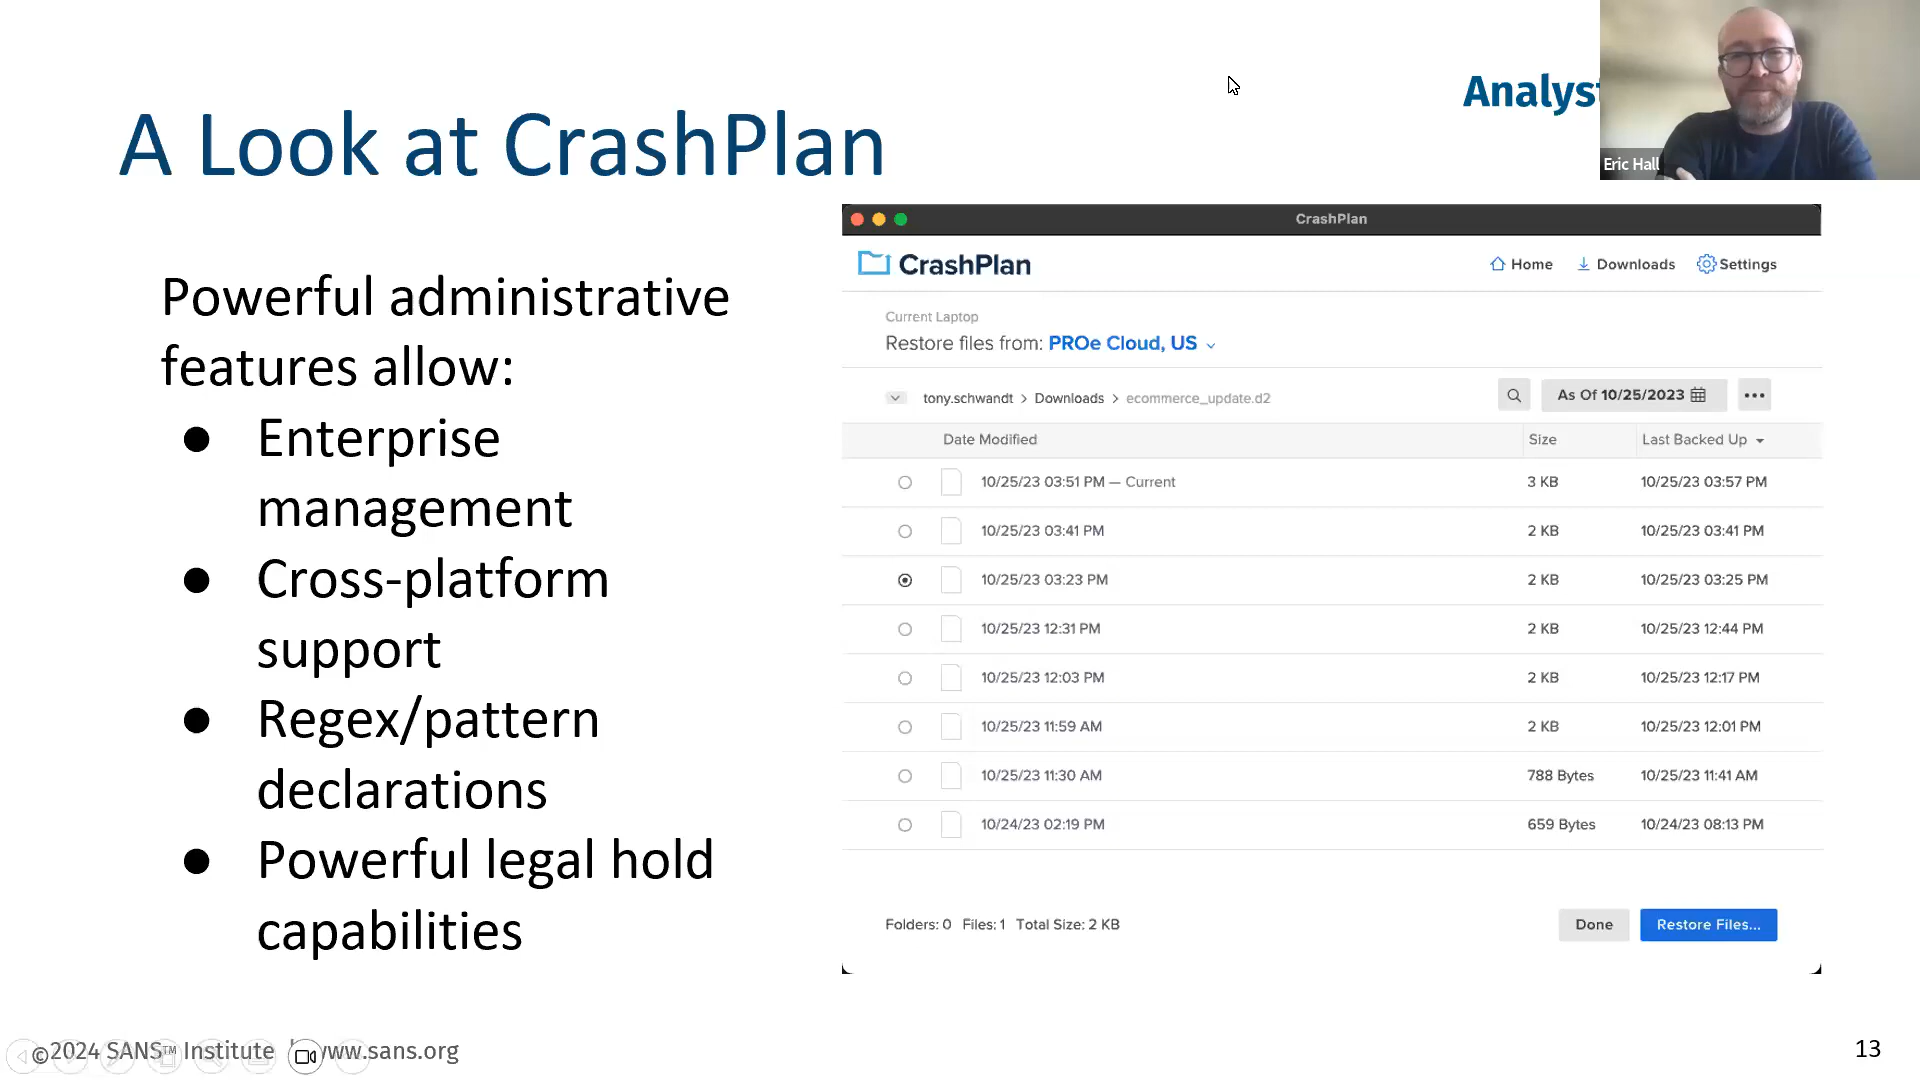 A Look at CrashPlan
Analyst
Eric Hall
Powerful administrative
features allow:
● Enterprise
management
● Cross-platform
support
● Regex/pattern
declarations
● Powerful legal hold
capabilities
CrashPlan
CrashPlan
Home Downloads Settings
Current Laptop
Restore files from: PROe Cloud, US
tony.schwandt > Downloads > ecommerce_update.d2
As Of 10/25/2023
Date Modified Size Last Backed Up
10/25/23 03:51 PM — Current 3 KB 10/25/23 03:57 PM
10/25/23 03:41 PM 2 KB 10/25/23 03:41 PM
10/25/23 03:23 PM 2 KB 10/25/23 03:25 PM
10/25/23 12:31 PM 2 KB 10/25/23 12:44 PM
10/25/23 12:03 PM 2 KB 10/25/23 12:17 PM
10/25/23 11:59 AM 2 KB 10/25/23 12:01 PM
10/25/23 11:30 AM 788 Bytes 10/25/23 11:41 AM
10/24/23 02:19 PM 659 Bytes 10/24/23 08:13 PM
Folders: 0 Files: 1 Total Size: 2 KB
Done Restore Files...
©2024 SANS™ Institute | www.sans.org
13